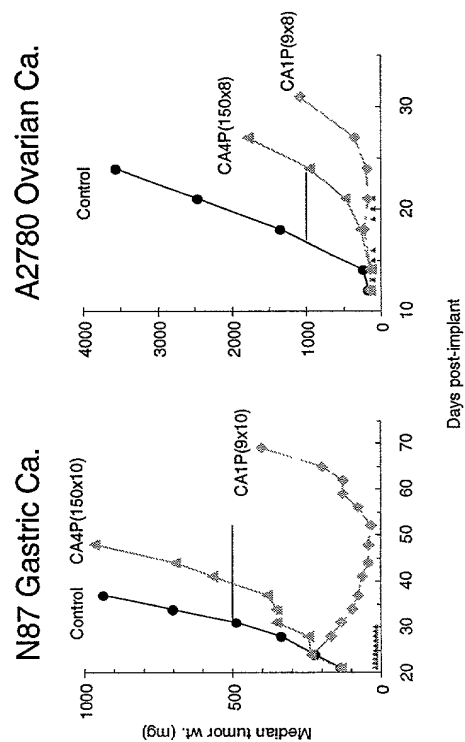 N87 Gastric Ca.
A2780 Ovarian Ca.
Median tumor wt. (mg)
1000
500
0
Control
CA4P(150x10)
CA1P(9x10)
20 30 40 50 60 70
4000
3000
2000
1000
0
Control
CA4P(150x8)
CA1P(9x8)
10 20 30
Days post-implant